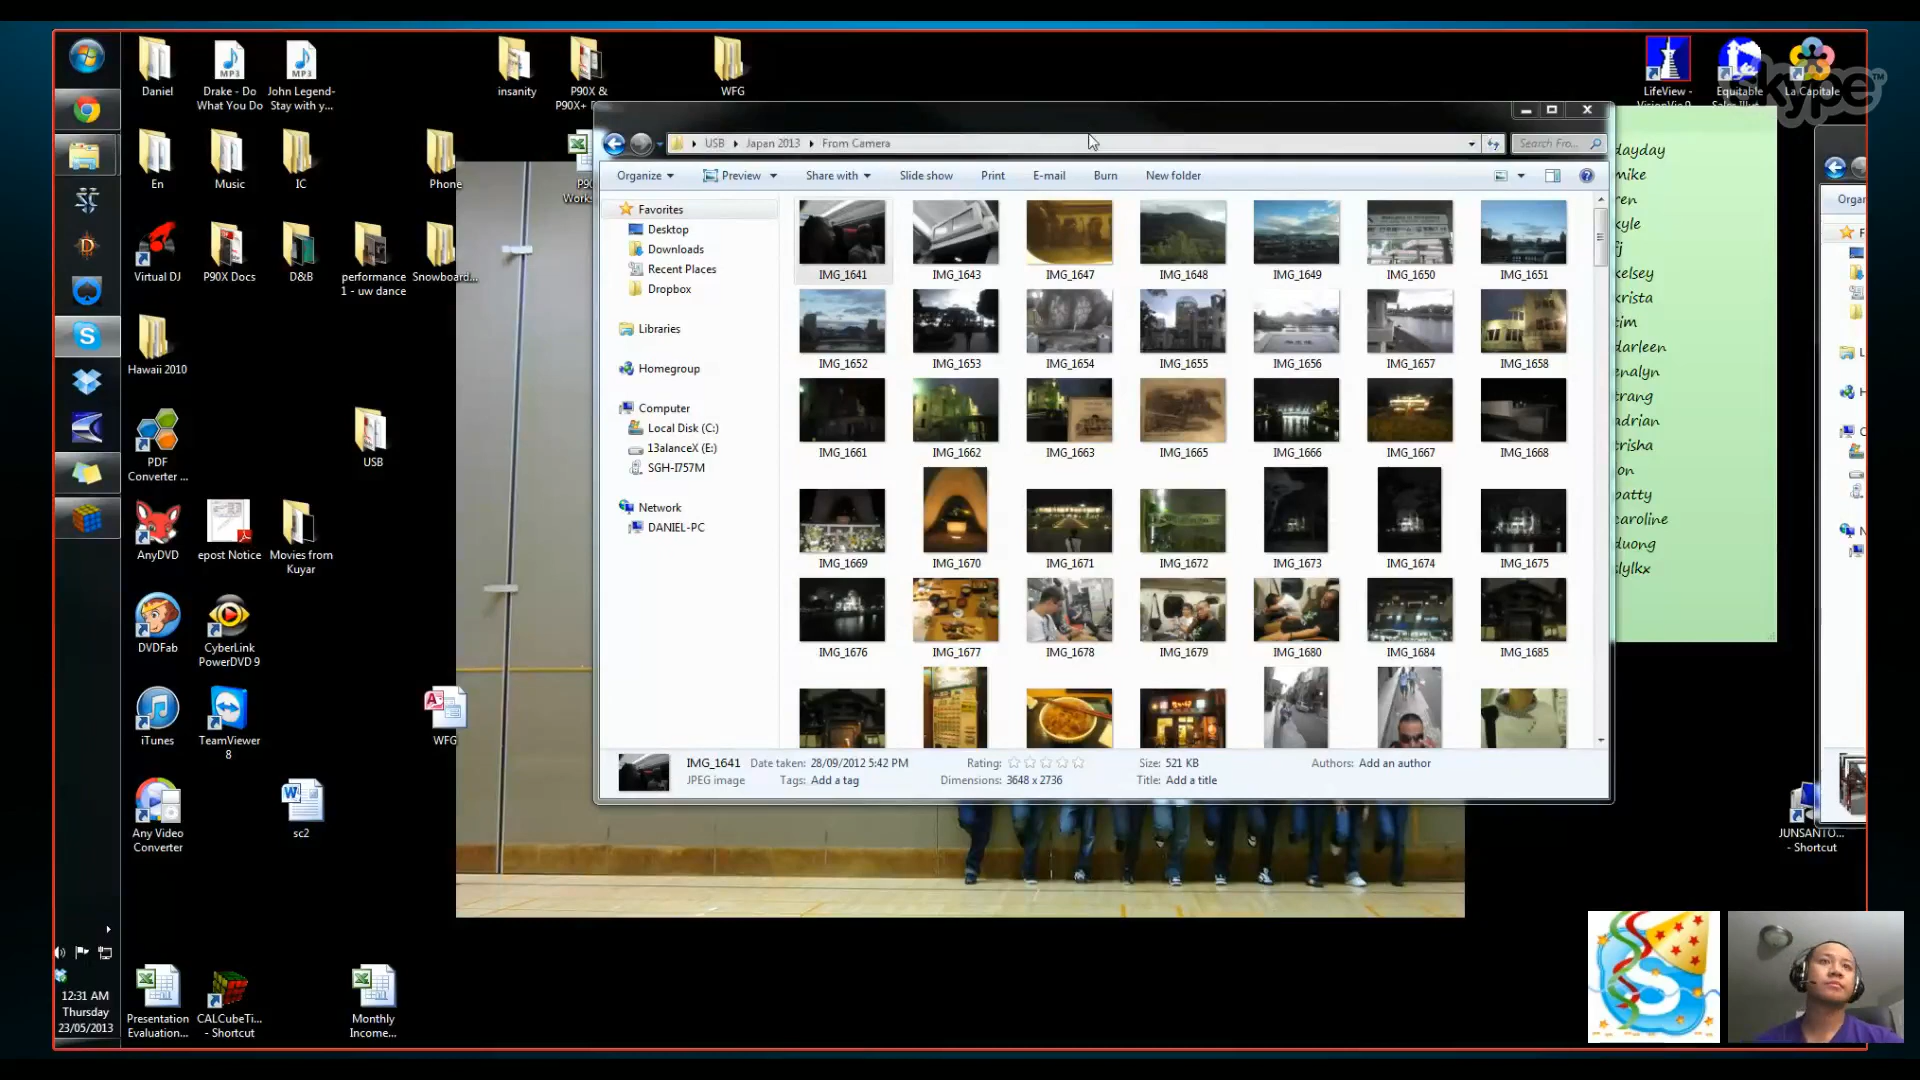 Daniel
Drake - Do
What You Do
John Legend-
Stay with y...
insanity
P90X &
WFG
LifeView -
Equitable
La Capitale
skype™
En
Music
IC
Phone
Virtual DJ
P90X Docs
D&B
performance
1 - uw dance
Snowboard...
Hawaii 2010
PDF
Converter ...
USB
AnyDVD
epost Notice
Movies from
Kuyar
DVDFab
CyberLink
PowerDVD 9
iTunes
TeamViewer
8
WFG
Any Video
Converter
sc2
Presentation
Evaluation...
CALCubeTi...
- Shortcut
Monthly
Income...
12:31 AM
Thursday
23/05/2013
USB ▸ Japan 2013 ▸ From Camera
Search Fro...
Organize
Preview
Share with
Slide show
Print
E-mail
Burn
New folder
Favorites
Desktop
Downloads
Recent Places
Dropbox
Libraries
Homegroup
Computer
Local Disk (C:)
13alanceX (E:)
SGH-I757M
Network
DANIEL-PC
IMG_1641 IMG_1643 IMG_1647 IMG_1648 IMG_1649 IMG_1650 IMG_1651
IMG_1652 IMG_1653 IMG_1654 IMG_1655 IMG_1656 IMG_1657 IMG_1658
IMG_1661 IMG_1662 IMG_1663 IMG_1665 IMG_1666 IMG_1667 IMG_1668
IMG_1669 IMG_1670 IMG_1671 IMG_1672 IMG_1673 IMG_1674 IMG_1675
IMG_1676 IMG_1677 IMG_1678 IMG_1679 IMG_1680 IMG_1684 IMG_1685
IMG_1641 Date taken: 28/09/2012 5:42 PM Rating: Size: 521 KB Authors: Add an author
JPEG image Tags: Add a tag Dimensions: 3648 x 2736 Title: Add a title
dayday
mike
ren
kyle
fj
kelsey
krista
tim
darleen
enalyn
trang
adrian
trisha
on
patty
caroline
duong
slylkx
Orgar
JUNSANTO...
- Shortcut